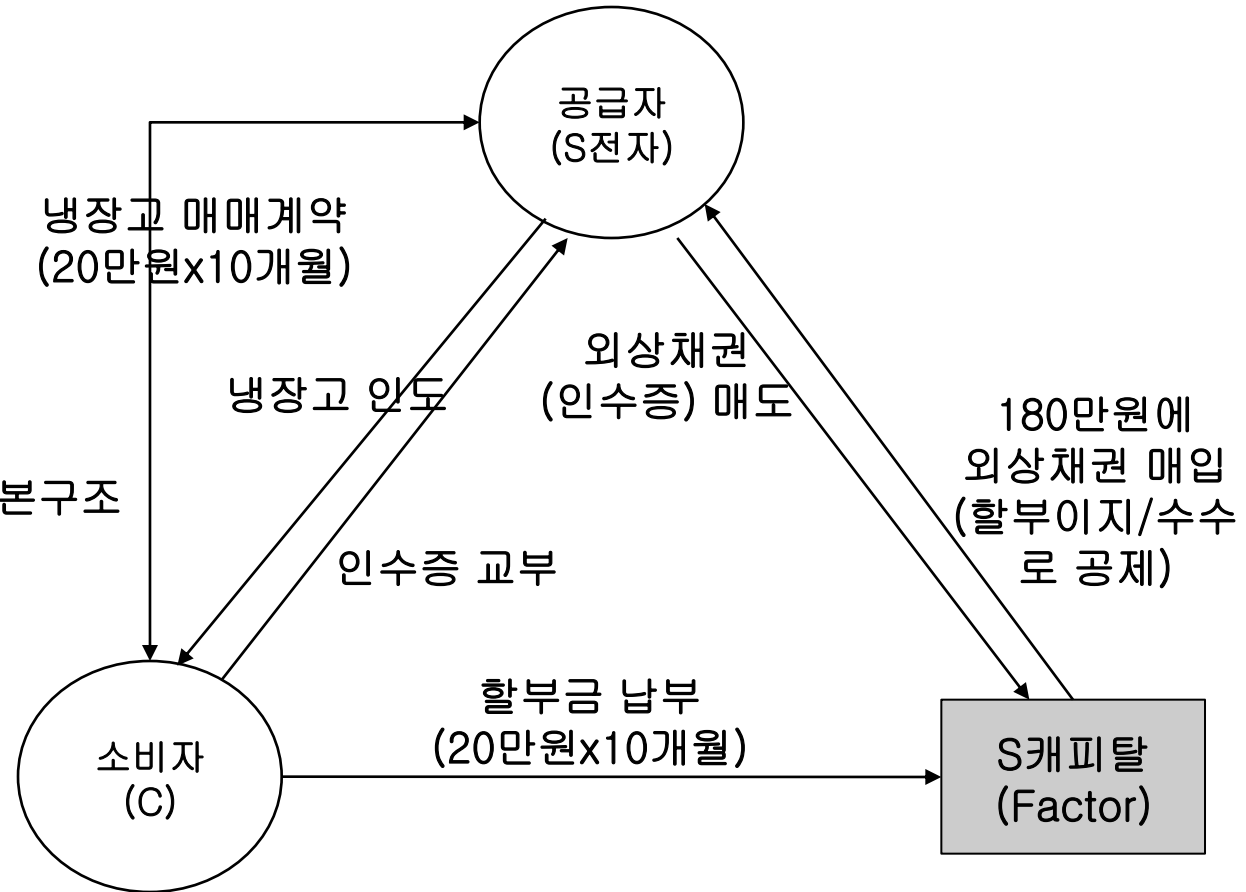 공급자
(S전자)
냉장고 매매계약
(20만원x10개월)
외상채권
(인수증) 매도
냉장고 인도
180만원에
외상채권 매입
(할부이지/수수
로 공제)
본구조
인수증 교부
할부금 납부
(20만원x10개월)
소비자
(C)
S캐피탈
(Factor)